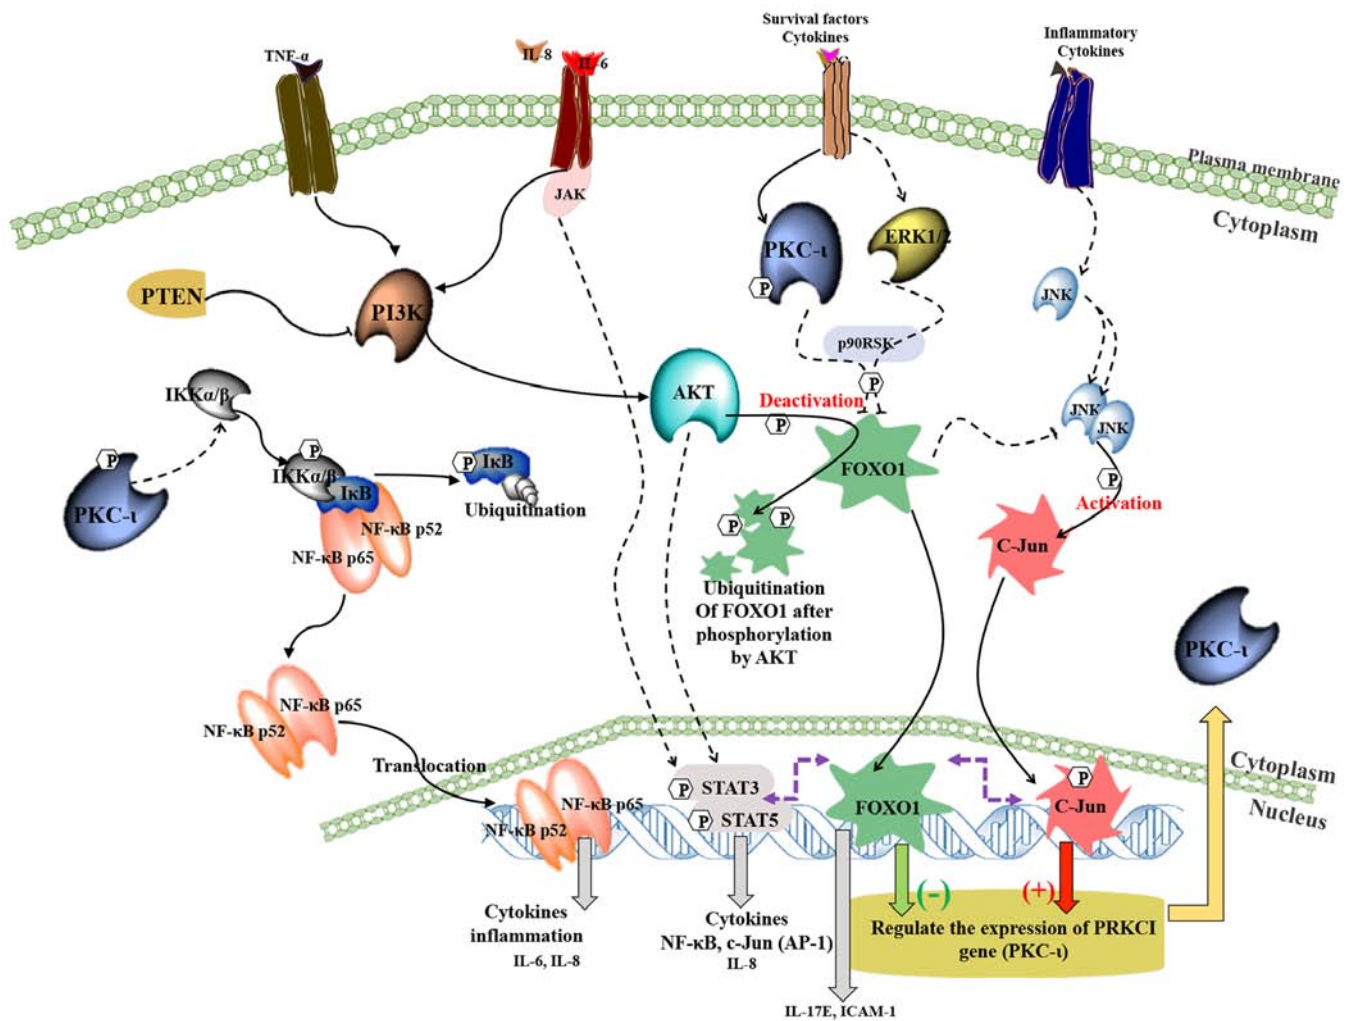 Survival factors
Cytokines
TNF-α
IL-8
IL-6
C
Inflammatory
Cytokines
Plasma membrane
Cytoplasm
JAK
PKC-ι
P
ERK1/2
PTEN
PI3K
JNK
p90RSK
P
IKKα/β
AKT
Deactivation
P
JNK
JNK
P
P
IKKα/β
P
IκB
IκB
Ubiquitination
FOXO1
P
Activation
PKC-ι
NF-κB p52
NF-κB p65
P
P
C-Jun
Ubiquitination
Of FOXO1 after
phosphorylation
by AKT
PKC-ι
NF-κB p65
NF-κB p52
Translocation
Cytoplasm
Nucleus
P
STAT3
P
STAT5
NF-κB p65
NF-κB p52
FOXO1
P
C-Jun
(-)
(+)
Cytokines
inflammation
IL-6, IL-8
Cytokines
NF-κB, c-Jun (AP-1)
IL-8
Regulate the expression of PRKCI
gene (PKC-ι)
IL-17E, ICAM-1